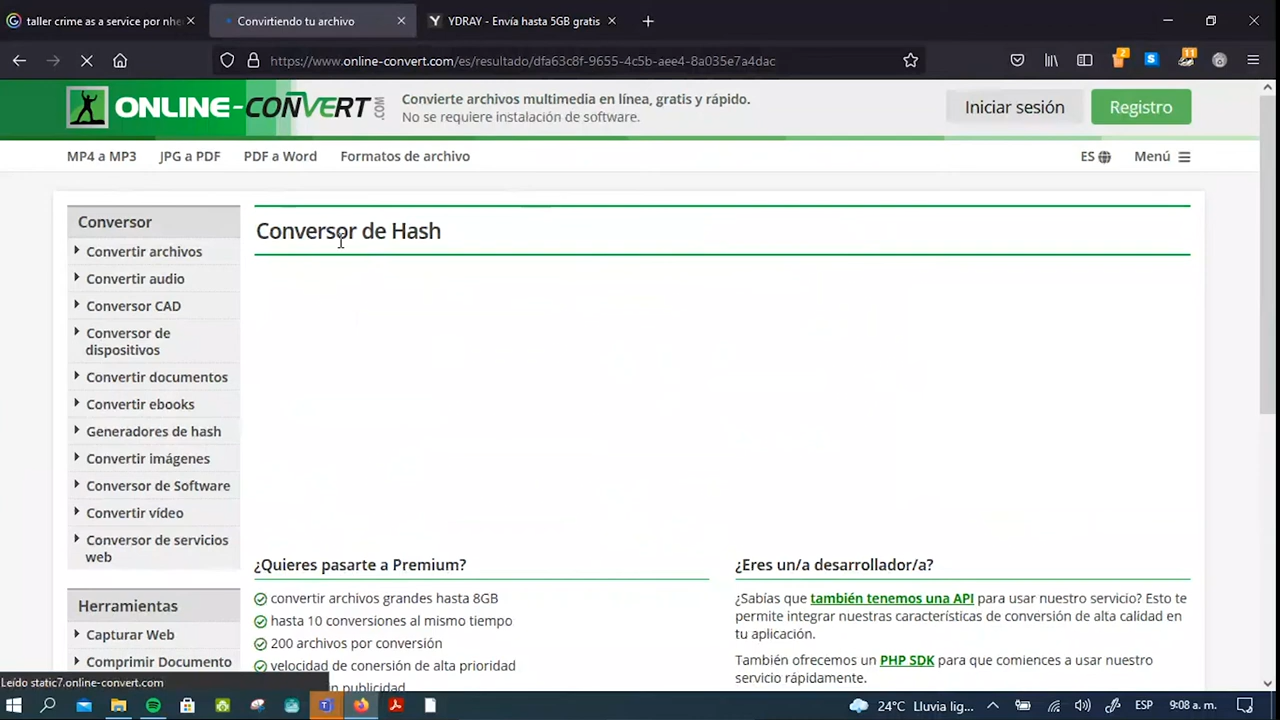 taller crime as a service por nhe
Convirtiendo tu archivo
YDRAY - Envía hasta 5GB gratis
https://www.online-convert.com/es/resultado/dfa63c8f-9655-4c5b-aee4-8a035e7a4dac
2
11
ONLINE-CONVERT.COM
Convierte archivos multimedia en línea, gratis y rápido.
No se requiere instalación de software.
Iniciar sesión
Registro
MP4 a MP3
JPG a PDF
PDF a Word
Formatos de archivo
ES
Menú
Conversor
Convertir archivos
Convertir audio
Conversor CAD
Conversor de
dispositivos
Convertir documentos
Convertir ebooks
Generadores de hash
Convertir imágenes
Conversor de Software
Convertir vídeo
Conversor de servicios
web
Herramientas
Capturar Web
Comprimir Documento
Conversor de Hash
¿Quieres pasarte a Premium?
convertir archivos grandes hasta 8GB
hasta 10 conversiones al mismo tiempo
200 archivos por conversión
velocidad de conersión de alta prioridad
n publicidad
¿Eres un/a desarrollador/a?
¿Sabías que también tenemos una API para usar nuestro servicio? Esto te
permite integrar nuestras características de conversión de alta calidad en
tu aplicación.
También ofrecemos un PHP SDK para que comiences a usar nuestro
servicio rápidamente.
Leído static7.online-convert.com
24°C Lluvia lig...
ESP
9:08 a. m.